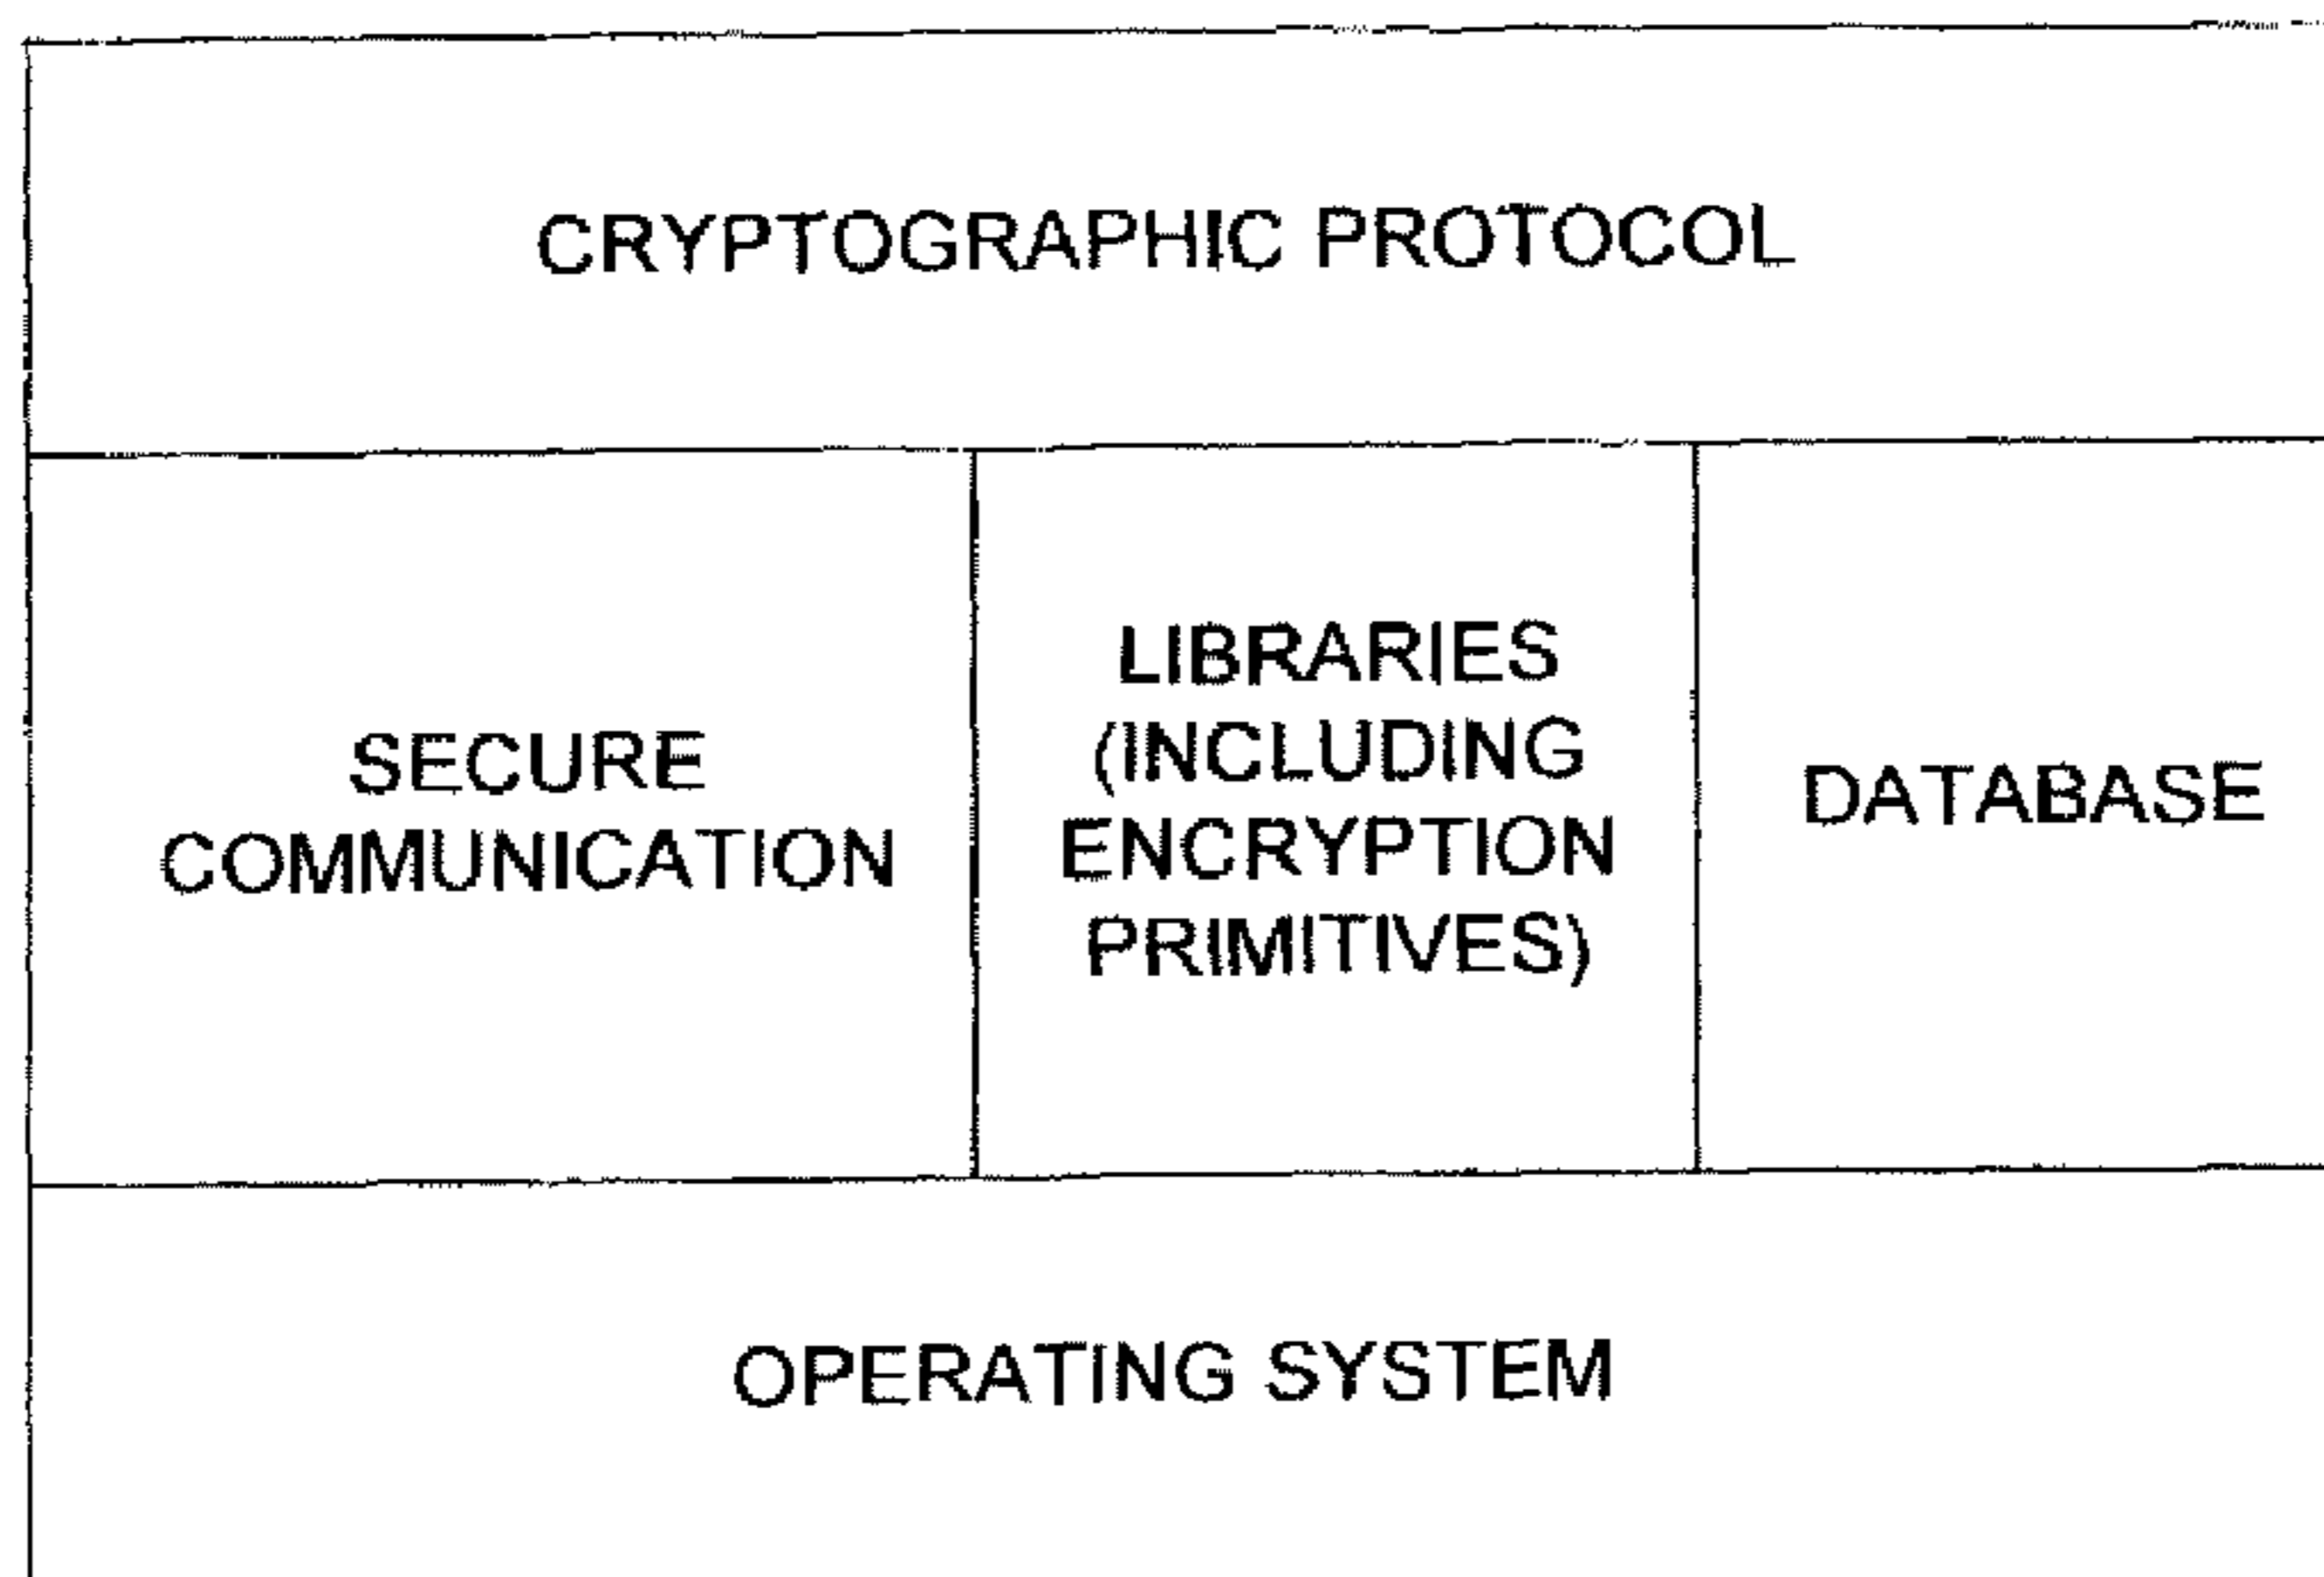 CRYPTOGRAPHIC PROTOCOL
SECURE
COMMUNICATION
LIBRARIES
(INCLUDING
ENCRYPTION
PRIMITIVES)
DATABASE
OPERATING SYSTEM